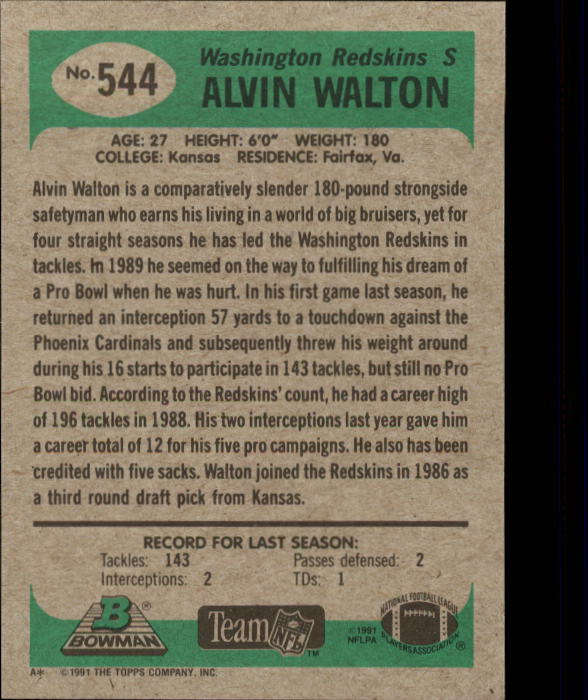 No. 544
Washington Redskins S
ALVIN WALTON
AGE: 27 HEIGHT: 6'0" WEIGHT: 180
COLLEGE: Kansas RESIDENCE: Fairfax, Va.
Alvin Walton is a comparatively slender 180-pound strongside
safetyman who earns his living in a world of big bruisers, yet for
four straight seasons he has led the Washington Redskins in
tackles. In 1989 he seemed on the way to fulfilling his dream of
a Pro Bowl when he was hurt. In his first game last season, he
returned an interception 57 yards to a touchdown against the
Phoenix Cardinals and subsequently threw his weight around
during his 16 starts to participate in 143 tackles, but still no Pro
Bowl bid. According to the Redskins' count, he had a career high
of 196 tackles in 1988. His two interceptions last year gave him
a career total of 12 for his five pro campaigns. He also has been
credited with five sacks. Walton joined the Redskins in 1986 as
a third round draft pick from Kansas.
RECORD FOR LAST SEASON:
Tackles: 143 Passes defensed: 2
Interceptions: 2 TDs: 1
B®
BOWMAN
Team NFL™
© 1991
NFLPA
NATIONAL FOOTBALL LEAGUE
PLAYERS ASSOCIATION ®
A* © 1991 THE TOPPS COMPANY, INC.